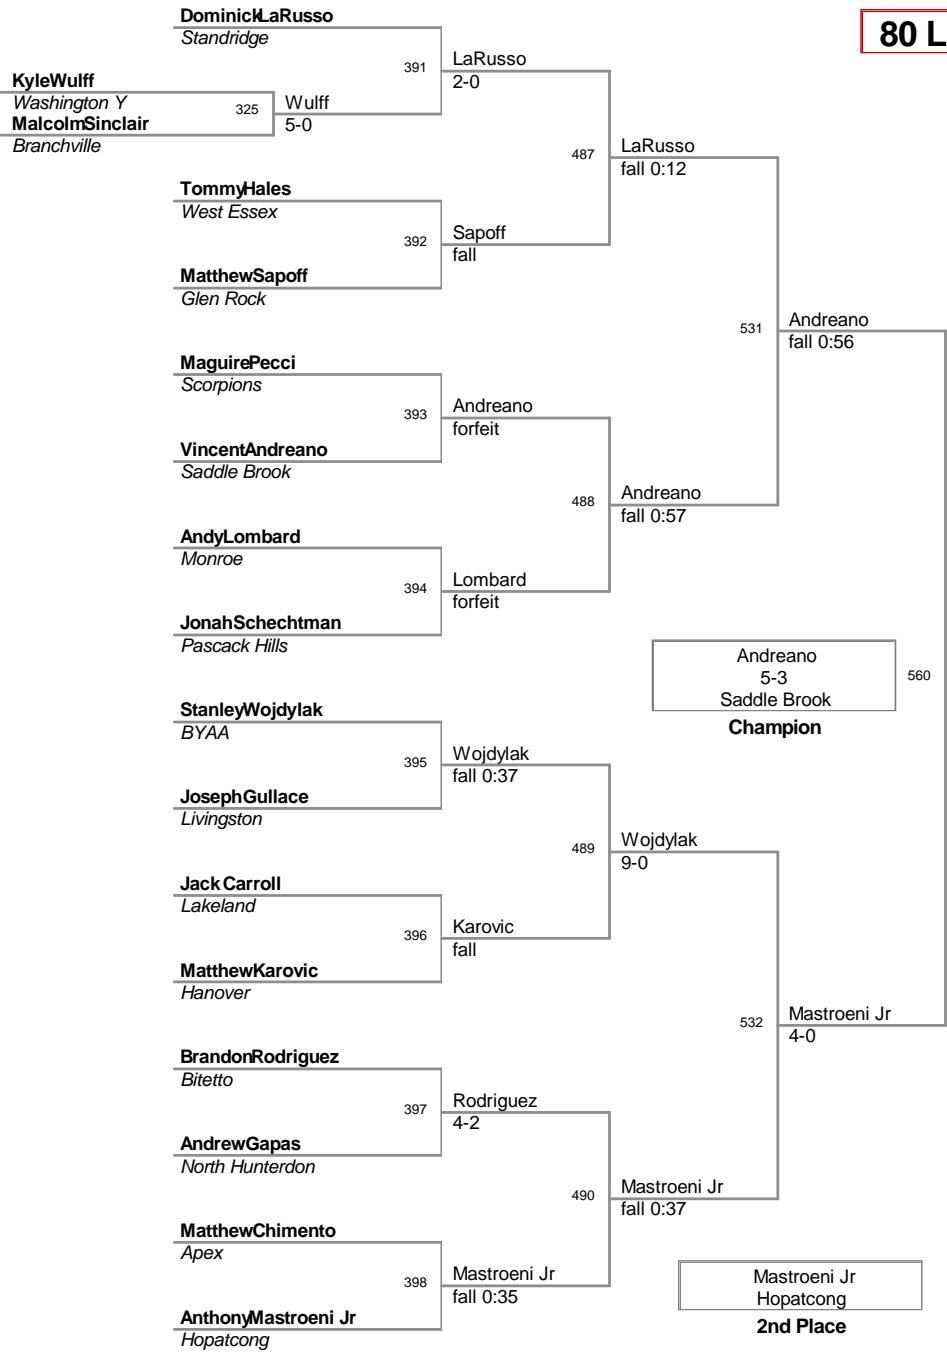 DominickLaRusso
80 L
Standridge
391
LaRusso
2-0
KyleWulff
Washington Y
325
Wulff
5-0
MalcolmSinclair
Branchville
487
LaRusso
fall 0:12
TommyHales
West Essex
392
Sapoff
fall
MatthewSapoff
Glen Rock
531
Andreano
fall 0:56
MaguirePecci
Scorpions
393
Andreano
forfeit
VincentAndreano
Saddle Brook
488
Andreano
fall 0:57
AndyLombard
Monroe
394
Lombard
forfeit
JonahSchechtman
Pascack Hills
Andreano
5-3
Saddle Brook
560
Champion
StanleyWojdylak
BYAA
395
Wojdylak
fall 0:37
JosephGullace
Livingston
489
Wojdylak
9-0
Jack Carroll
Lakeland
396
Karovic
fall
MatthewKarovic
Hanover
532
Mastroeni Jr
4-0
BrandonRodriguez
Bitetto
397
Rodriguez
4-2
AndrewGapas
North Hunterdon
490
Mastroeni Jr
fall 0:37
MatthewChimento
Apex
398
Mastroeni Jr
fall 0:35
AnthonyMastroeni Jr
Hopatcong
Mastroeni Jr
Hopatcong
2nd Place